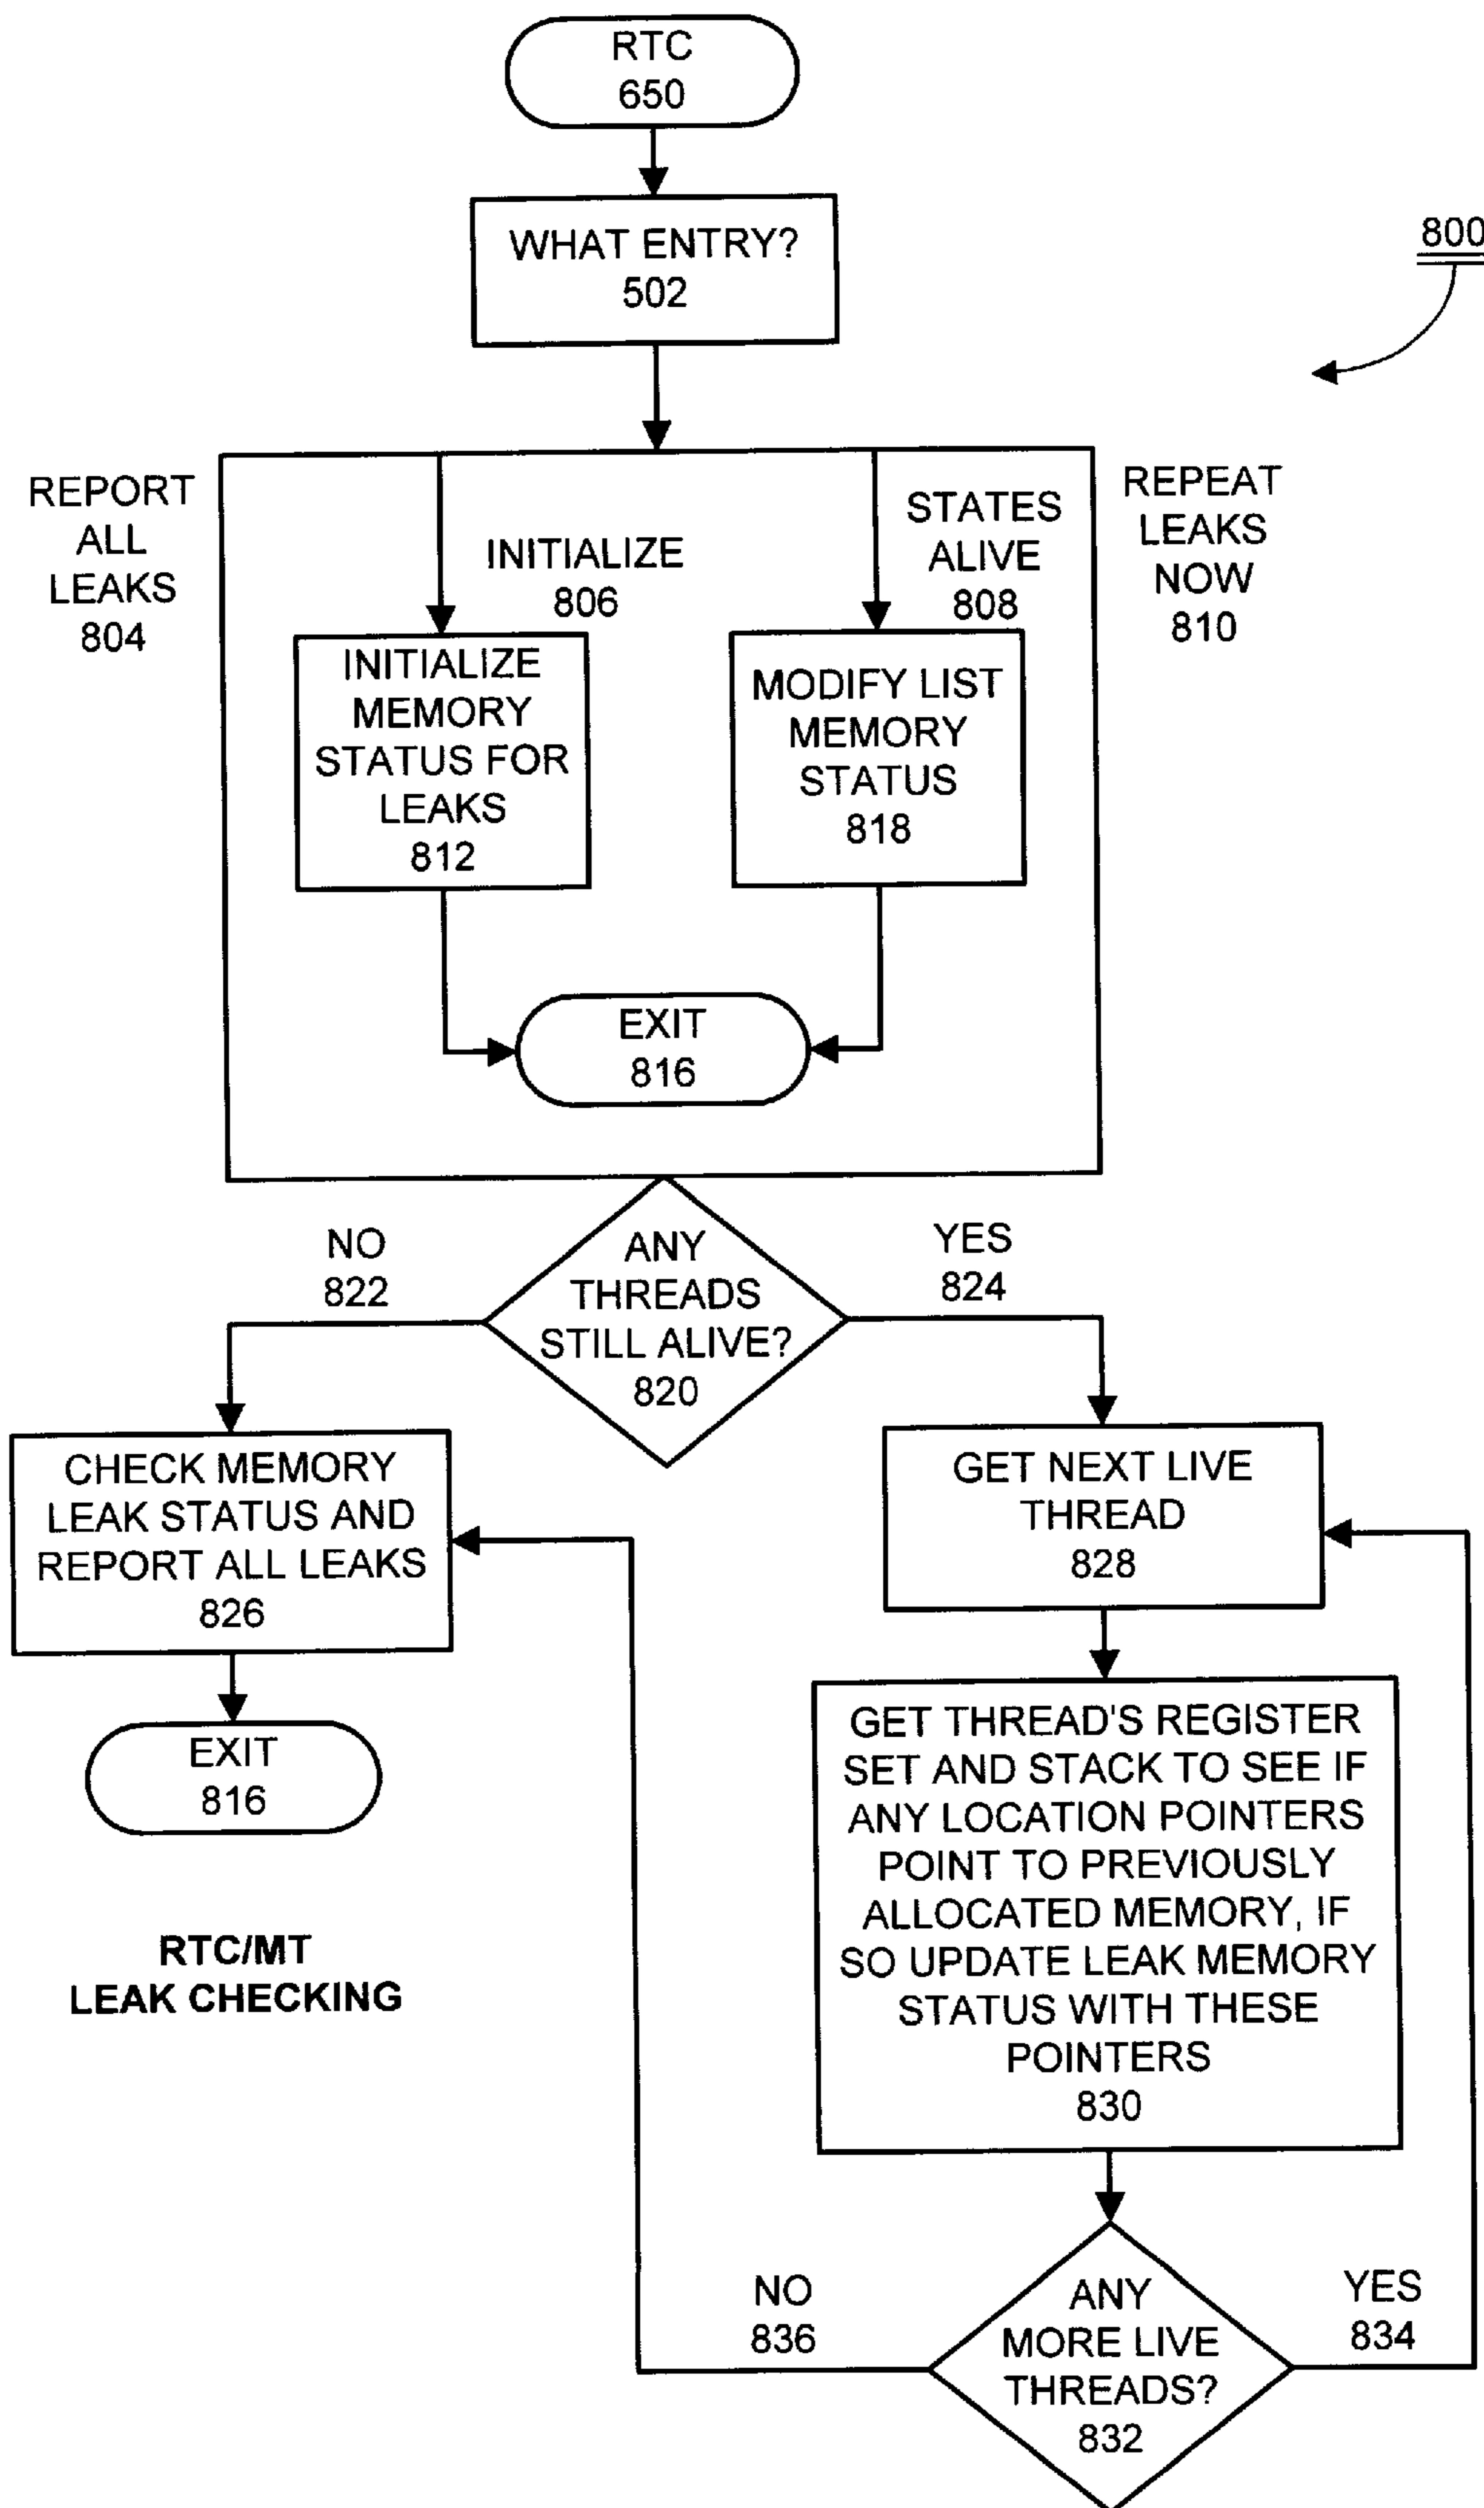 RTC
650
WHAT ENTRY?
502
800
REPORT
ALL
LEAKS
804
INITIALIZE
806
STATES
ALIVE
808
REPEAT
LEAKS
NOW
810
INITIALIZE
MEMORY
STATUS FOR
LEAKS
812
MODIFY LIST
MEMORY
STATUS
818
EXIT
816
NO
822
ANY
THREADS
STILL ALIVE?
820
YES
824
CHECK MEMORY
LEAK STATUS AND
REPORT ALL LEAKS
826
GET NEXT LIVE
THREAD
828
EXIT
816
GET THREAD'S REGISTER
SET AND STACK TO SEE IF
ANY LOCATION POINTERS
POINT TO PREVIOUSLY
ALLOCATED MEMORY, IF
SO UPDATE LEAK MEMORY
STATUS WITH THESE
POINTERS
830
RTC/MT
LEAK CHECKING
NO
836
ANY
MORE LIVE
THREADS?
832
YES
834